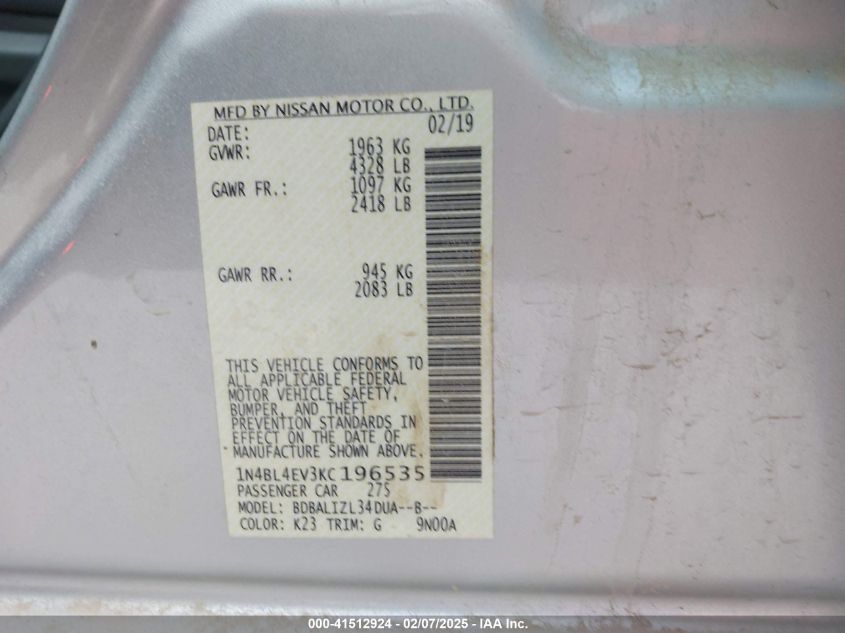 MFD BY NISSAN MOTOR CO., LTD.
DATE: 02/19
GVWR: 1963 KG
4328 LB
GAWR FR.: 1097 KG
2418 LB
GAWR RR.: 945 KG
2083 LB
THIS VEHICLE CONFORMS TO
ALL APPLICABLE FEDERAL
MOTOR VEHICLE SAFETY,
BUMPER, AND THEFT
PREVENTION STANDARDS IN
EFFECT ON THE DATE OF
MANUFACTURE SHOWN ABOVE.
1N4BL4EV3KC196535
PASSENGER CAR 275
MODEL: BDBALIZL34DUA--B--
COLOR: K23 TRIM: G 9N00A
000-41512924 - 02/07/2025 - IAA Inc.